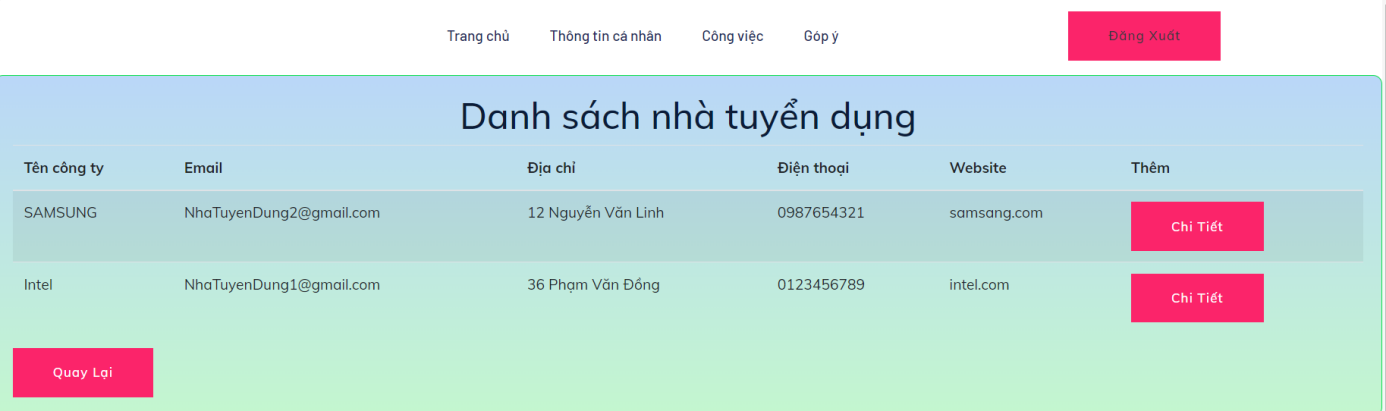 Trang chủ Thông tin cá nhân Công việc Góp ý Đăng Xuất
Danh sách nhà tuyển dụng
Tên công ty Email Địa chỉ Điện thoại Website Thêm
SAMSUNG NhaTuyenDung2@gmail.com 12 Nguyễn Văn Linh 0987654321 samsang.com Chi Tiết
Intel NhaTuyenDung1@gmail.com 36 Phạm Văn Đồng 0123456789 intel.com Chi Tiết
Quay Lại